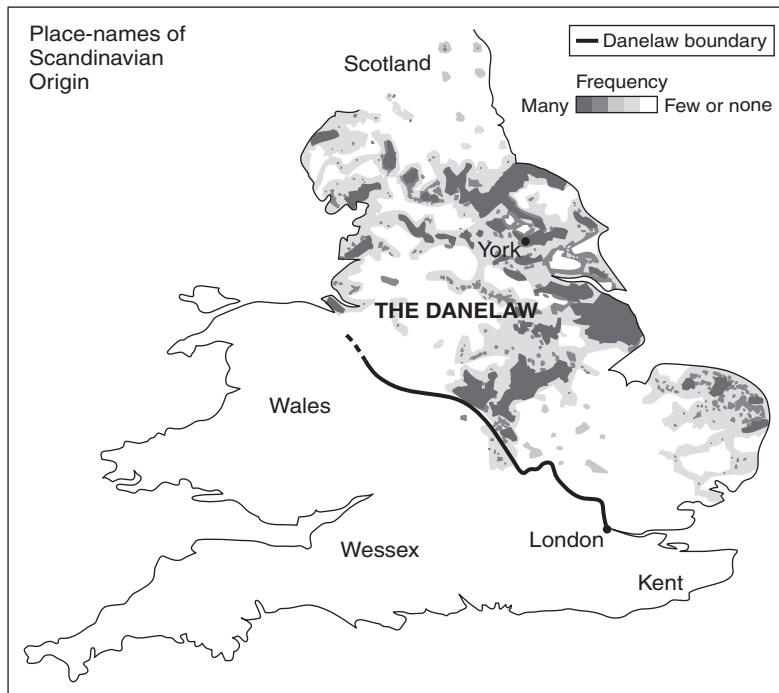 Place-names of
Scandinavian
Origin
Danelaw boundary
Frequency
Many Few or none
Scotland
York
THE DANELAW
Wales
London
Wessex
Kent